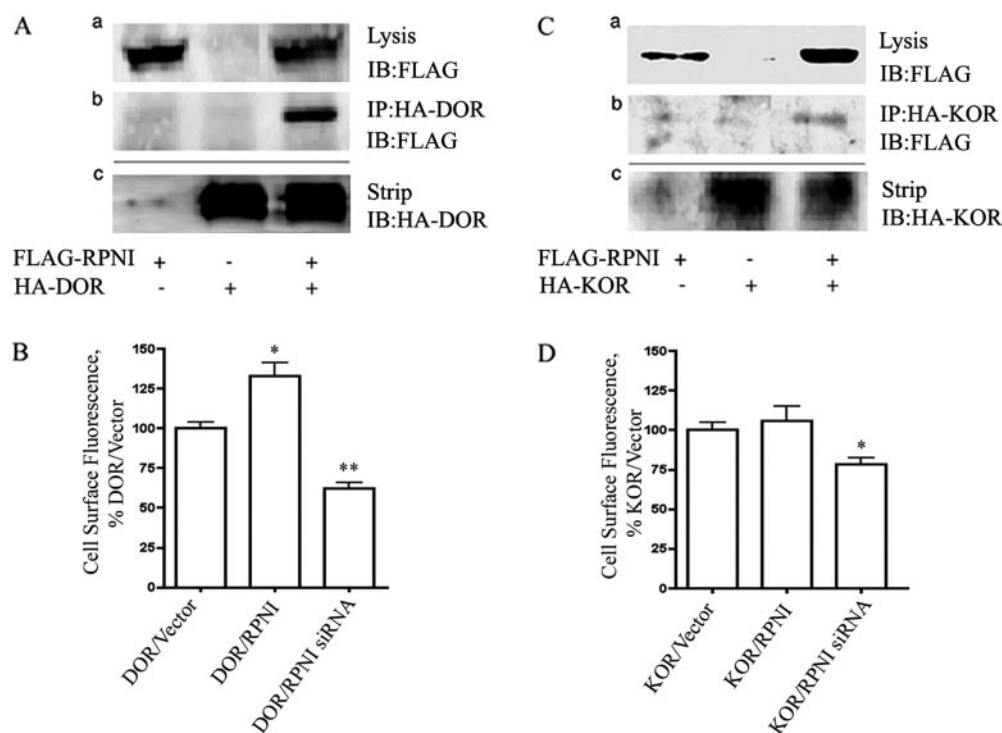 A
a
Lysis
IB:FLAG
b
IP:HA-DOR
IB:FLAG
c
Strip
IB:HA-DOR
FLAG-RPNI + - +
HA-DOR - + +
C
a
Lysis
IB:FLAG
b
IP:HA-KOR
IB:FLAG
c
Strip
IB:HA-KOR
FLAG-RPNI + - +
HA-KOR - + +
B
Cell Surface Fluorescence,
% DOR/Vector
150
125
100
75
50
25
0
*
**
DOR/Vector
DOR/RPNI
DOR/RPNI siRNA
D
Cell Surface Fluorescence,
% KOR/Vector
150
125
100
75
50
25
0
*
KOR/Vector
KOR/RPNI
KOR/RPNI siRNA